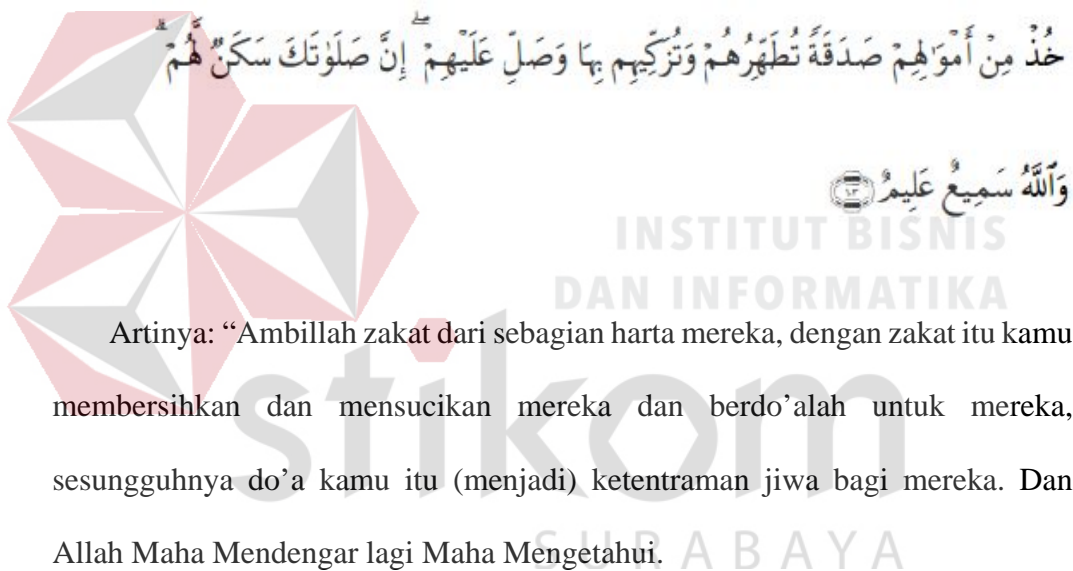 خُذْ مِنْ أَمْوَٰلِهِمْ صَدَقَةً تُطَهِّرُهُمْ وَتُزَكِّيهِم بِهَا وَصَلِّ عَلَيْهِمْ ۖ إِنَّ صَلَوٰتَكَ سَكَنٌ لَّهُمْ ۗ
وَٱللَّهُ سَمِيعٌ عَلِيمٌ ﴿١٠٣﴾
INSTITUT BISNIS
DAN INFORMATIKA
Artinya: “Ambillah zakat dari sebagian harta mereka, dengan zakat itu kamu
membersihkan dan mensucikan mereka dan berdo’alah untuk mereka,
stikom
sesungguhnya do’a kamu itu (menjadi) ketentraman jiwa bagi mereka. Dan
Allah Maha Mendengar lagi Maha Mengetahui.
SURABAYA